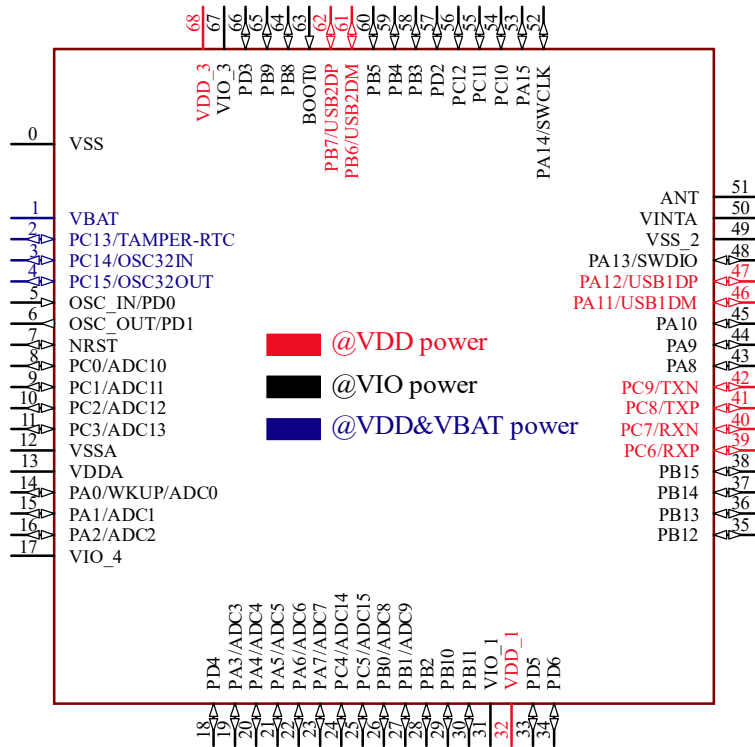 68 VDD_3
67 VIO_3
66 PD3
65 PB9
64 PB8
63 BOOT0
62 PB7/USB2DP
61 PB6/USB2DM
60 PB5
59 PB4
58 PB3
57 PD2
56 PC12
55 PC11
54 PC10
53 PA15
52 PA14/SWCLK
0 VSS
1 VBAT
2 PC13/TAMPER-RTC
3 PC14/OSC32IN
4 PC15/OSC32OUT
5 OSC_IN/PD0
6 OSC_OUT/PD1
7 NRST
8 PC0/ADC10
9 PC1/ADC11
10 PC2/ADC12
11 PC3/ADC13
12 VSSA
13 VDDA
14 PA0/WKUP/ADC0
15 PA1/ADC1
16 PA2/ADC2
17 VIO_4
@VDD power
@VIO power
@VDD&VBAT power
ANT 51
VINTA 50
VSS_2 49
PA13/SWDIO 48
PA12/USB1DP 47
PA11/USB1DM 46
PA10 45
PA9 44
PA8 43
PC9/TXN 42
PC8/TXP 41
PC7/RXN 40
PC6/RXP 39
PB15 38
PB14 37
PB13 36
PB12 35
18 PD4
19 PA3/ADC3
20 PA4/ADC4
21 PA5/ADC5
22 PA6/ADC6
23 PA7/ADC7
24 PC4/ADC14
25 PC5/ADC15
26 PB0/ADC8
27 PB1/ADC9
28 PB2
29 PB10
30 PB11
31 VIO_1
32 VDD_1
33 PD5
34 PD6